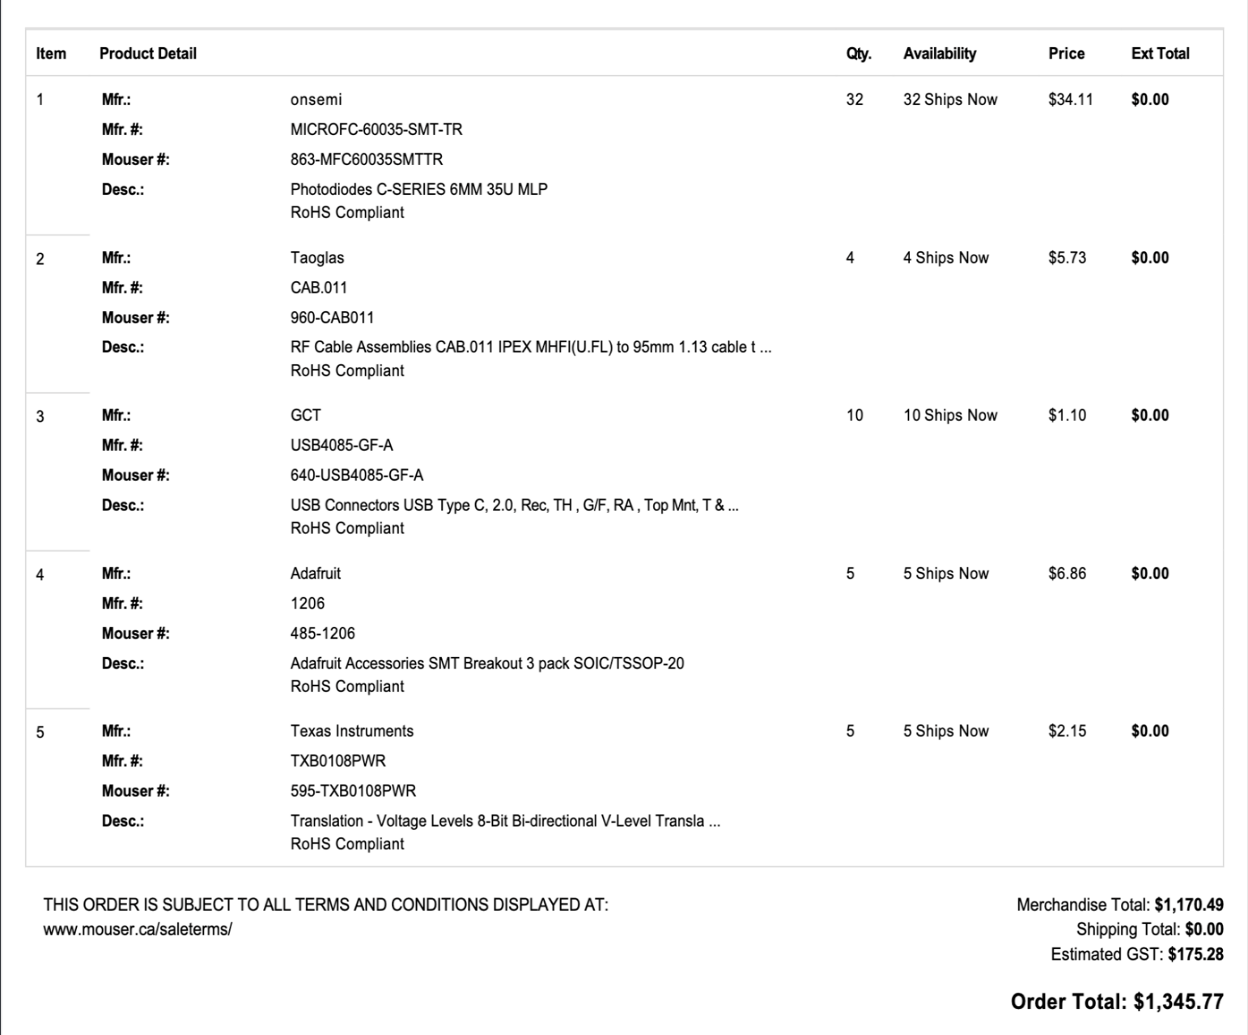 Item Product Detail Qty. Availability Price Ext Total
1 Mfr.: onsemi 32 32 Ships Now $34.11 $0.00
Mfr. #: MICROFC-60035-SMT-TR
Mouser #: 863-MFC60035SMTTR
Desc.: Photodiodes C-SERIES 6MM 35U MLP
RoHS Compliant
2 Mfr.: Taoglas 4 4 Ships Now $5.73 $0.00
Mfr. #: CAB.011
Mouser #: 960-CAB011
Desc.: RF Cable Assemblies CAB.011 IPEX MHFI(U.FL) to 95mm 1.13 cable t ...
RoHS Compliant
3 Mfr.: GCT 10 10 Ships Now $1.10 $0.00
Mfr. #: USB4085-GF-A
Mouser #: 640-USB4085-GF-A
Desc.: USB Connectors USB Type C, 2.0, Rec, TH , G/F, RA , Top Mnt, T & ...
RoHS Compliant
4 Mfr.: Adafruit 5 5 Ships Now $6.86 $0.00
Mfr. #: 1206
Mouser #: 485-1206
Desc.: Adafruit Accessories SMT Breakout 3 pack SOIC/TSSOP-20
RoHS Compliant
5 Mfr.: Texas Instruments 5 5 Ships Now $2.15 $0.00
Mfr. #: TXB0108PWR
Mouser #: 595-TXB0108PWR
Desc.: Translation - Voltage Levels 8-Bit Bi-directional V-Level Transla ...
RoHS Compliant
THIS ORDER IS SUBJECT TO ALL TERMS AND CONDITIONS DISPLAYED AT: Merchandise Total: $1,170.49
www.mouser.ca/saleterms/ Shipping Total: $0.00
Estimated GST: $175.28
Order Total: $1,345.77